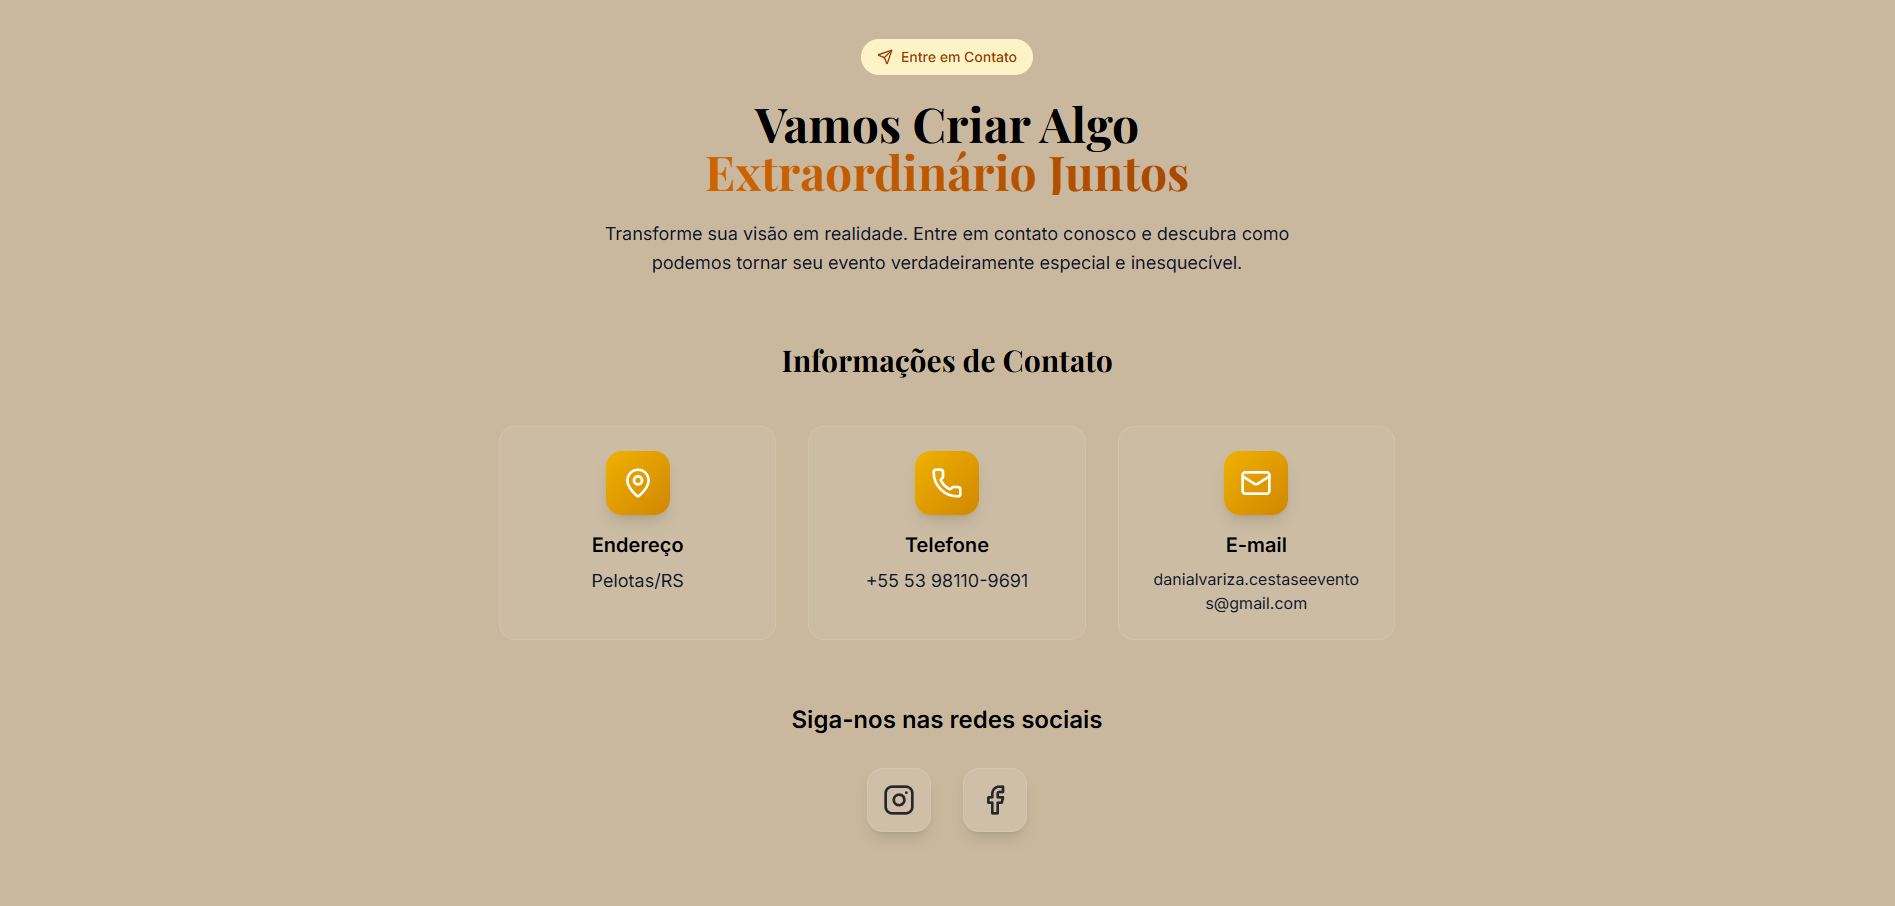 Entre em Contato
Vamos Criar Algo
Extraordinário Juntos
Transforme sua visão em realidade. Entre em contato conosco e descubra como
podemos tornar seu evento verdadeiramente especial e inesquecível.
Informações de Contato
Endereço
Pelotas/RS
Telefone
+55 53 98110-9691
E-mail
danialvariza.cestaseevento
s@gmail.com
Siga-nos nas redes sociais